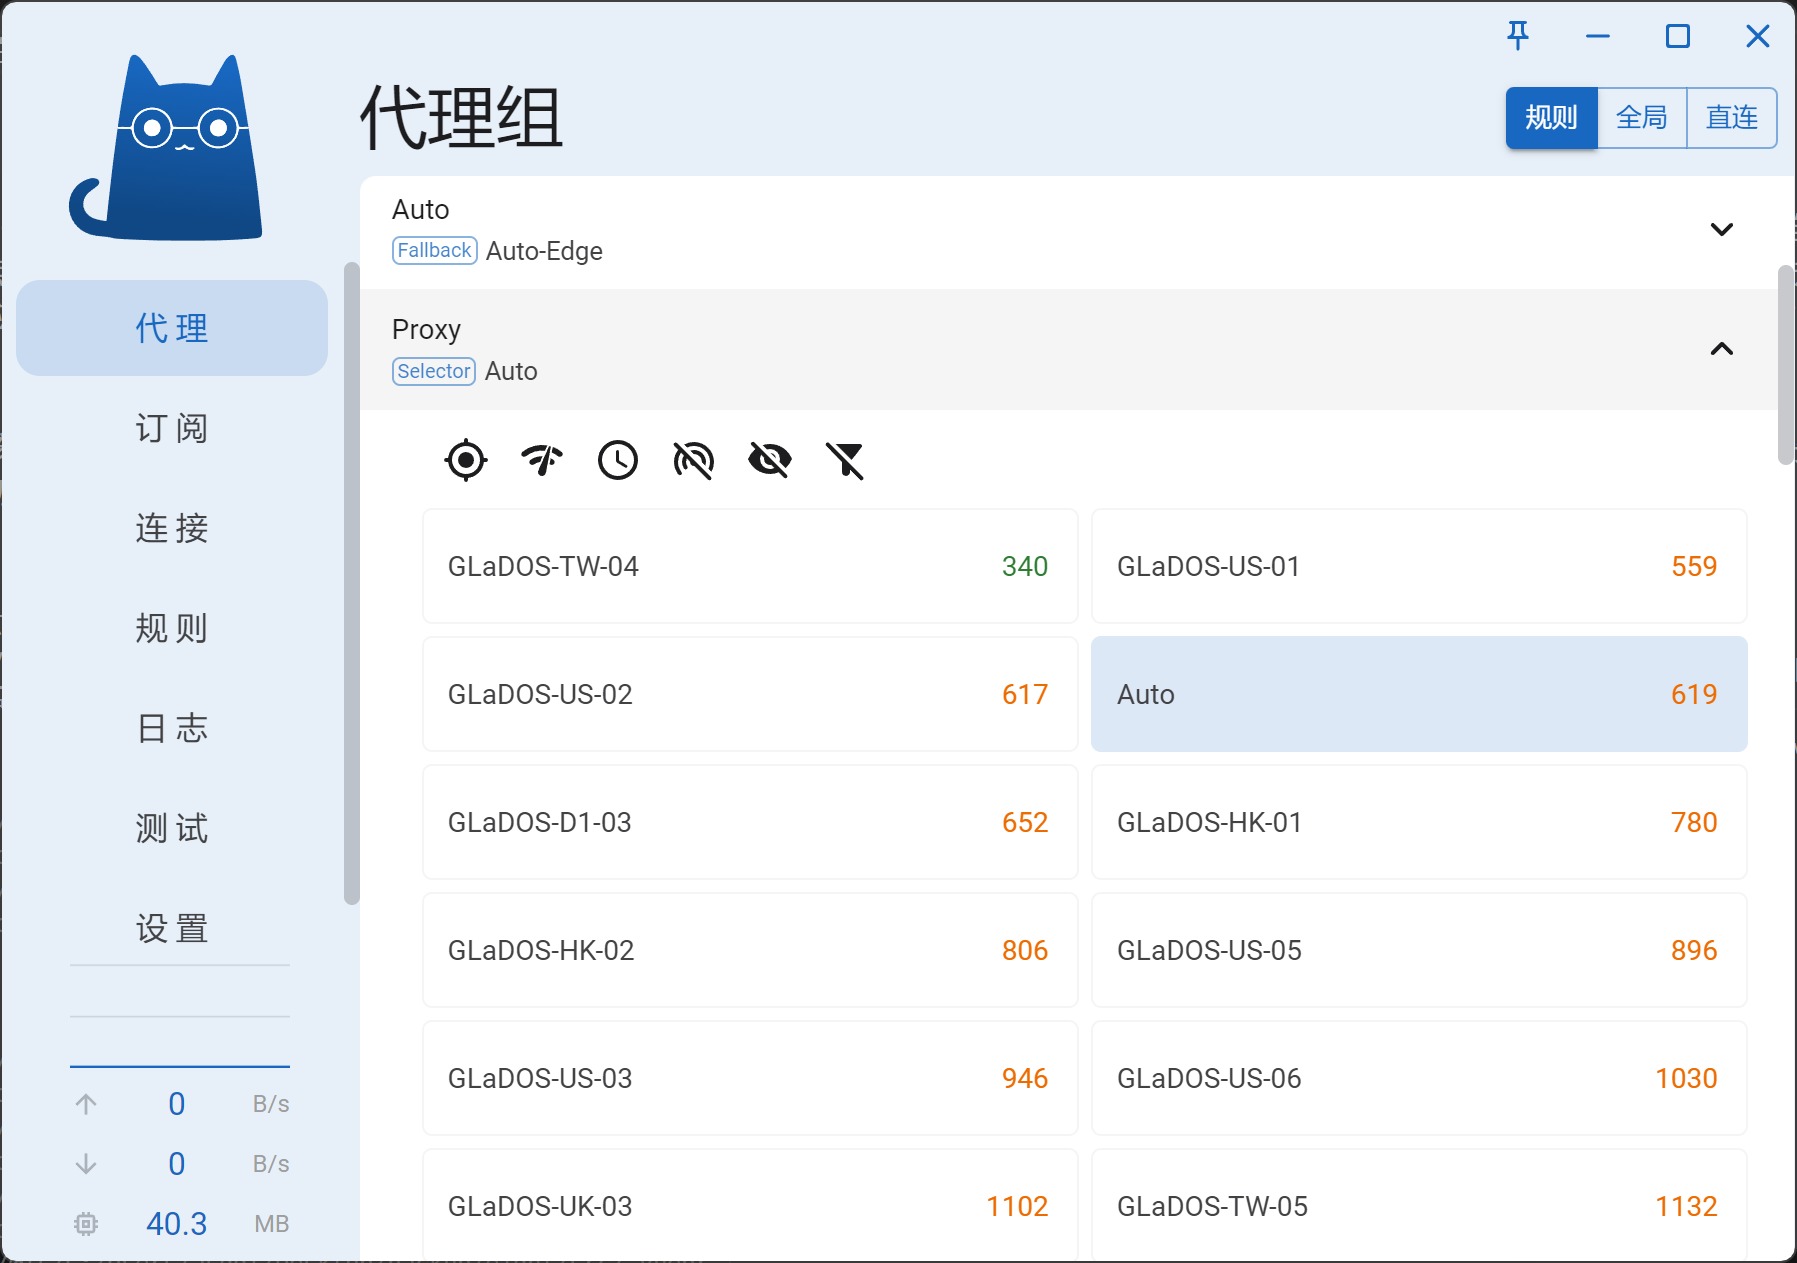 代理组
规则 全局 直连
代 理
订 阅
连 接
规 则
日 志
测 试
设 置
0 B/s
0 B/s
40.3 MB
Auto
Fallback Auto-Edge
Proxy
Selector Auto
GLaDOS-TW-04 340
GLaDOS-US-01 559
GLaDOS-US-02 617
Auto 619
GLaDOS-D1-03 652
GLaDOS-HK-01 780
GLaDOS-HK-02 806
GLaDOS-US-05 896
GLaDOS-US-03 946
GLaDOS-US-06 1030
GLaDOS-UK-03 1102
GLaDOS-TW-05 1132